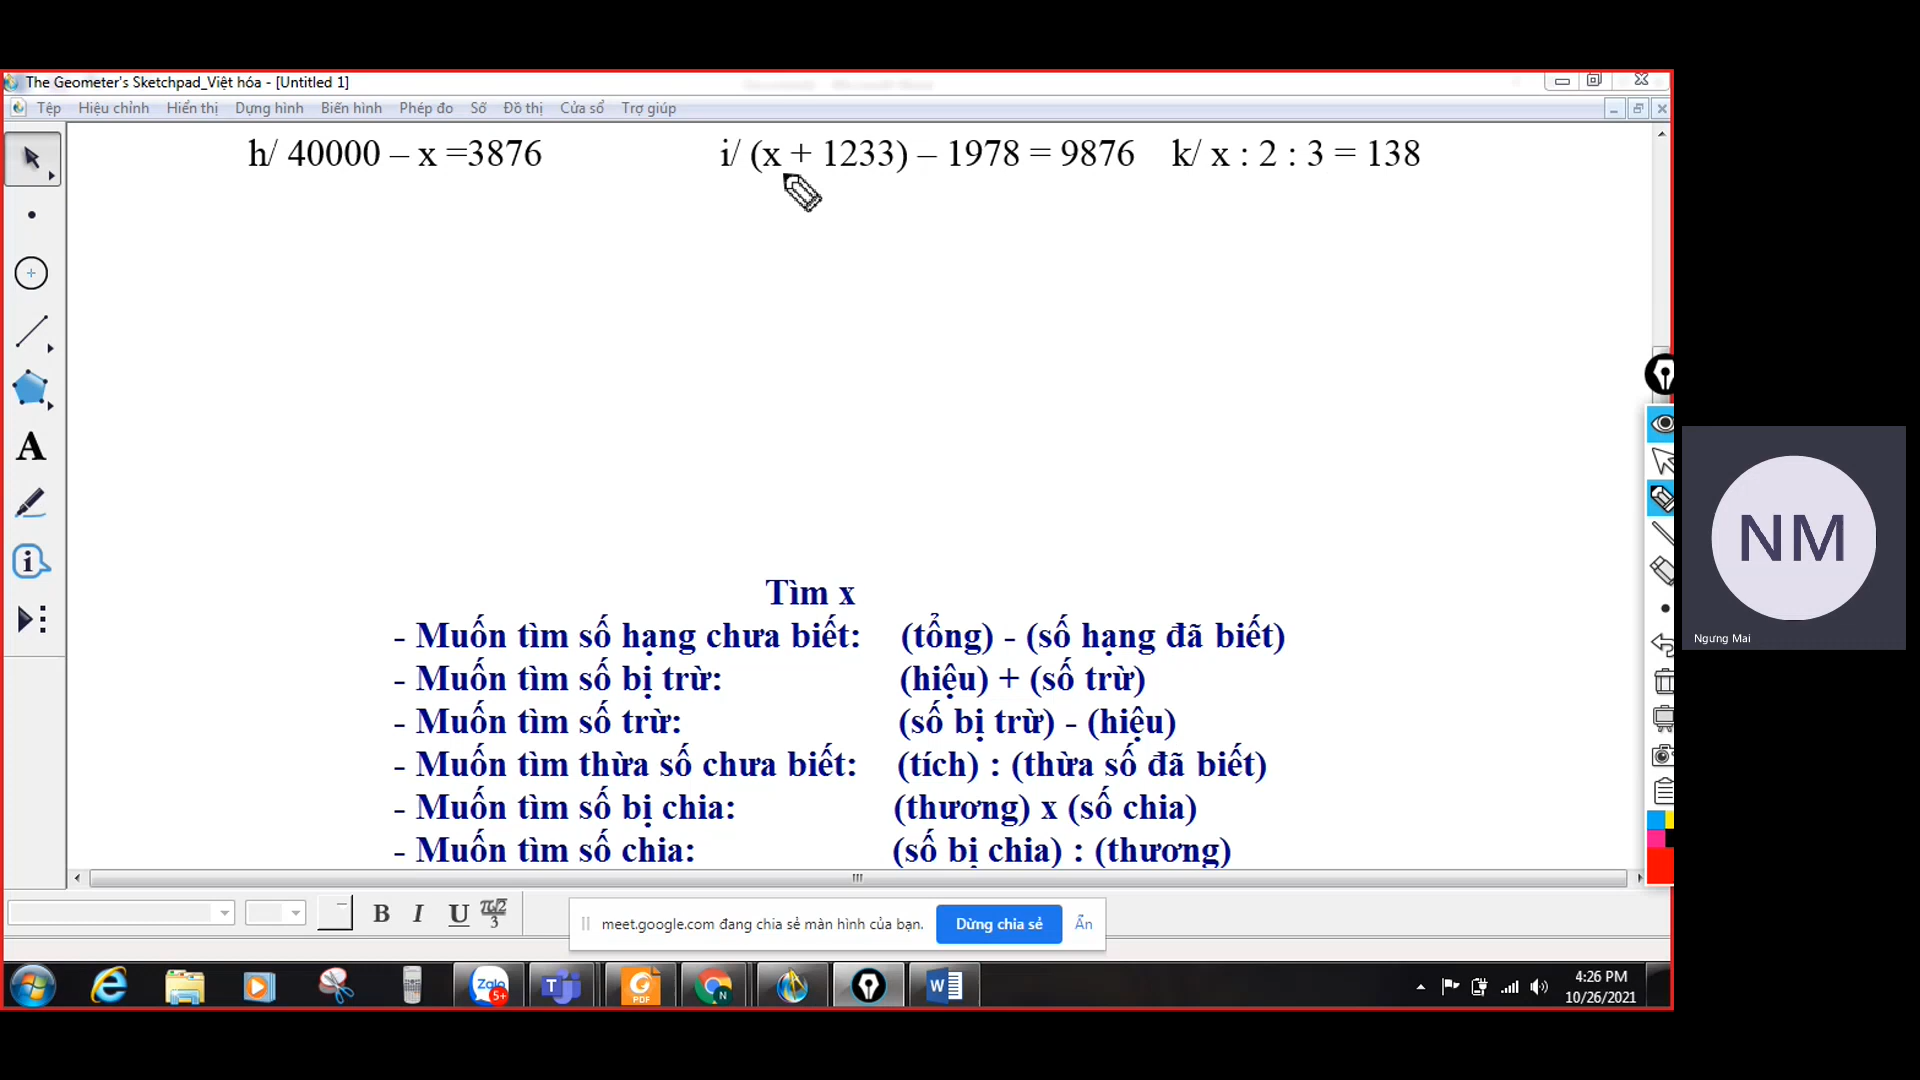 The Geometer's Sketchpad_Việt hóa - [Untitled 1]
Tệp Hiệu chỉnh Hiển thị Dựng hình Biến hình Phép đo Số Đồ thị Cửa sổ Trợ giúp
h/ 40000 – x =3876 i/ (x + 1233) – 1978 = 9876 k/ x : 2 : 3 = 138
A
NM
Ngưng Mai
Tìm x
- Muốn tìm số hạng chưa biết: (tổng) - (số hạng đã biết)
- Muốn tìm số bị trừ: (hiệu) + (số trừ)
- Muốn tìm số trừ: (số bị trừ) - (hiệu)
- Muốn tìm thừa số chưa biết: (tích) : (thừa số đã biết)
- Muốn tìm số bị chia: (thương) x (số chia)
- Muốn tìm số chia: (số bị chia) : (thương)
B I U
meet.google.com đang chia sẻ màn hình của bạn. Dừng chia sẻ Ẩn
Zalo 5+ T PDF N W
4:26 PM
10/26/2021